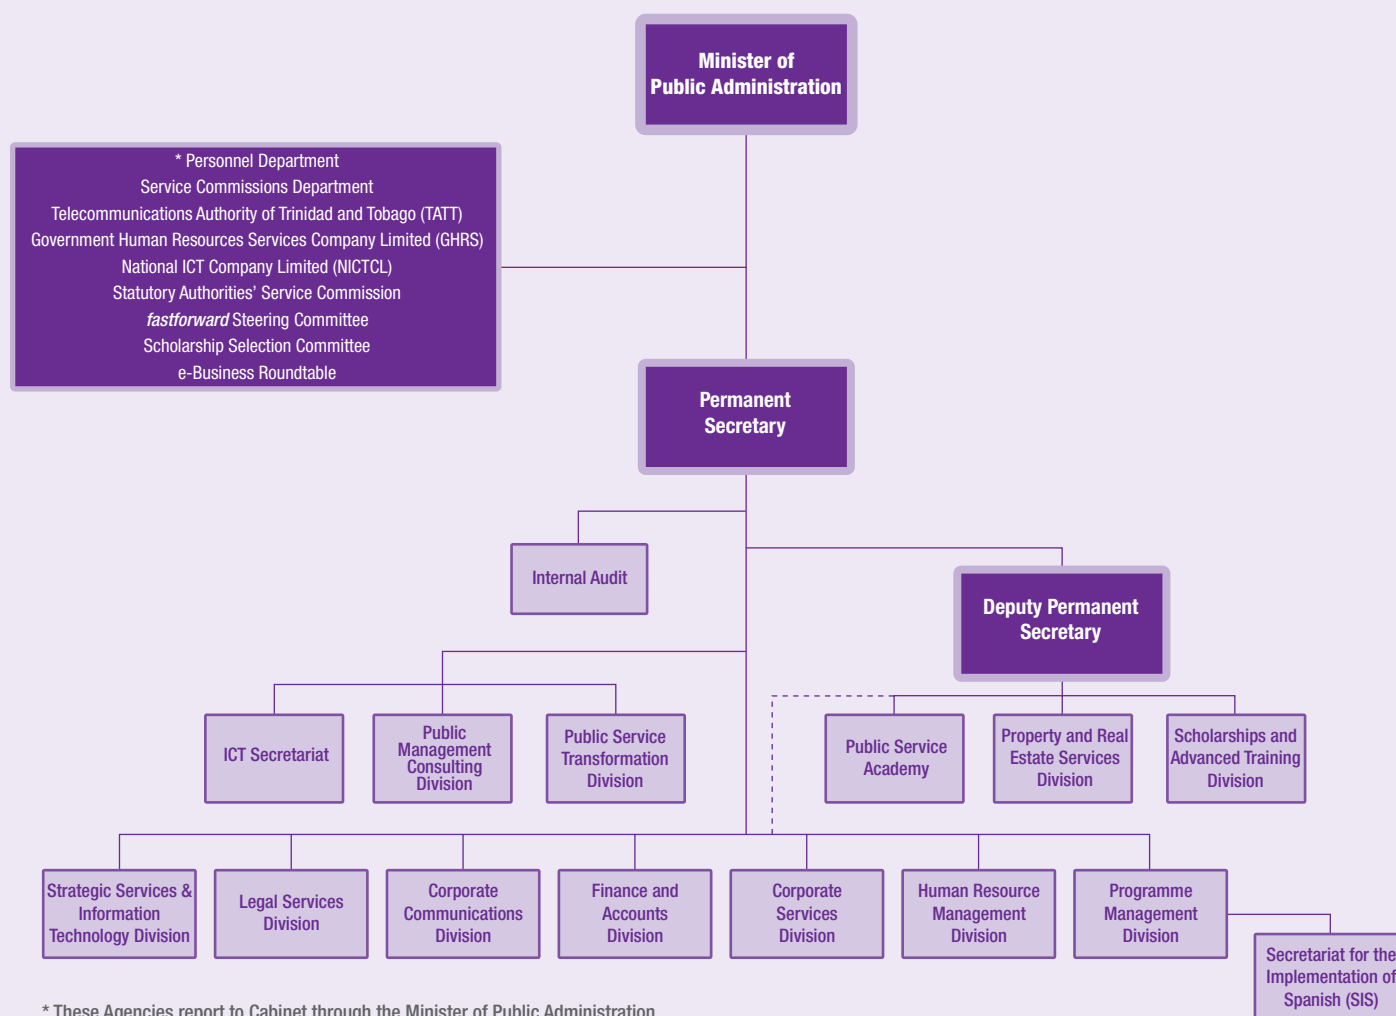 Minister of
Public Administration
* Personnel Department
Service Commissions Department
Telecommunications Authority of Trinidad and Tobago (TATT)
Government Human Resources Services Company Limited (GHRS)
National ICT Company Limited (NICTCL)
Statutory Authorities’ Service Commission
fastforward Steering Committee
Scholarship Selection Committee
e-Business Roundtable
Permanent
Secretary
Internal Audit
Deputy Permanent
Secretary
ICT Secretariat
Public
Management
Consulting
Division
Public Service
Transformation
Division
Public Service
Academy
Property and Real
Estate Services
Division
Scholarships and
Advanced Training
Division
Strategic Services &
Information
Technology Division
Legal Services
Division
Corporate
Communications
Division
Finance and
Accounts
Division
Corporate
Services
Division
Human Resource
Management
Division
Programme
Management
Division
Secretariat for the
Implementation of
Spanish (SIS)
* These Agencies report to Cabinet through the Minister of Public Administration